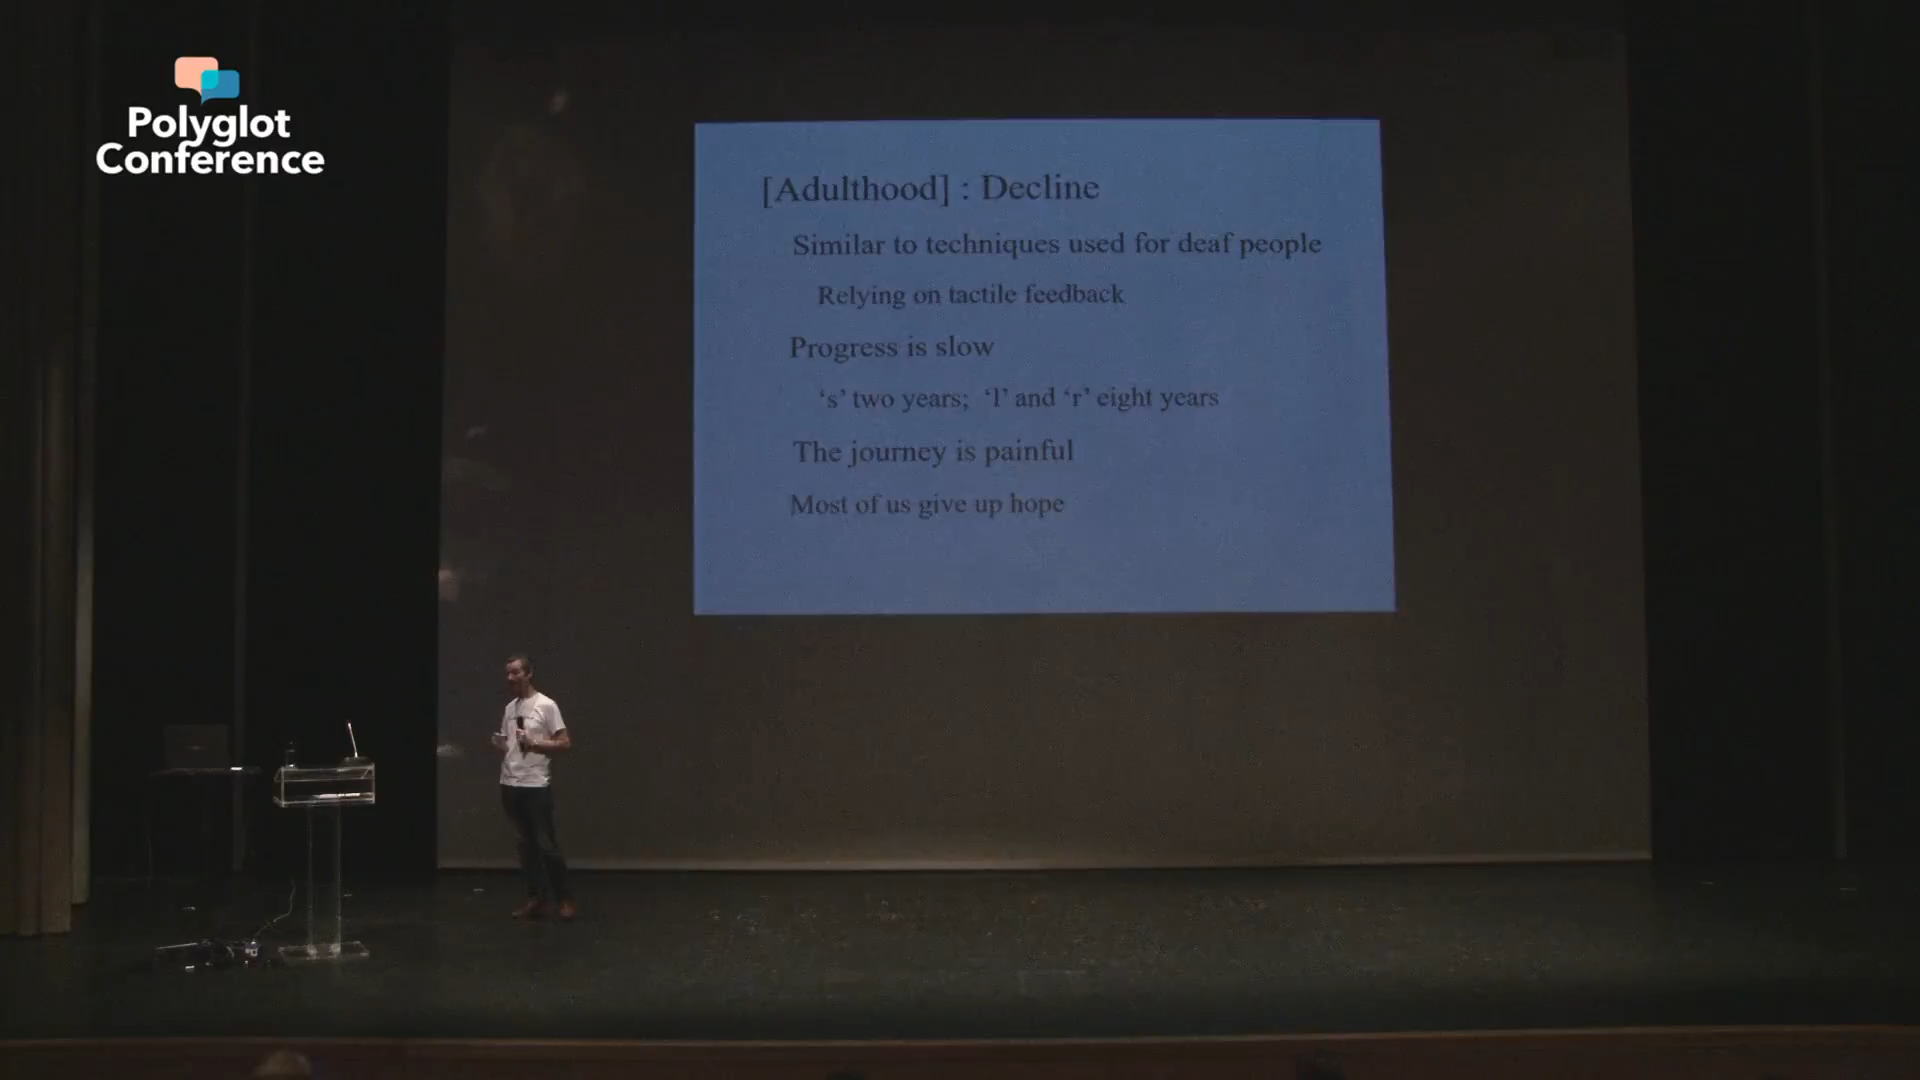 Polyglot
Conference
[Adulthood] : Decline
Similar to techniques used for deaf people
Relying on tactile feedback
Progress is slow
‘s’ two years; ‘l’ and ‘r’ eight years
The journey is painful
Most of us give up hope